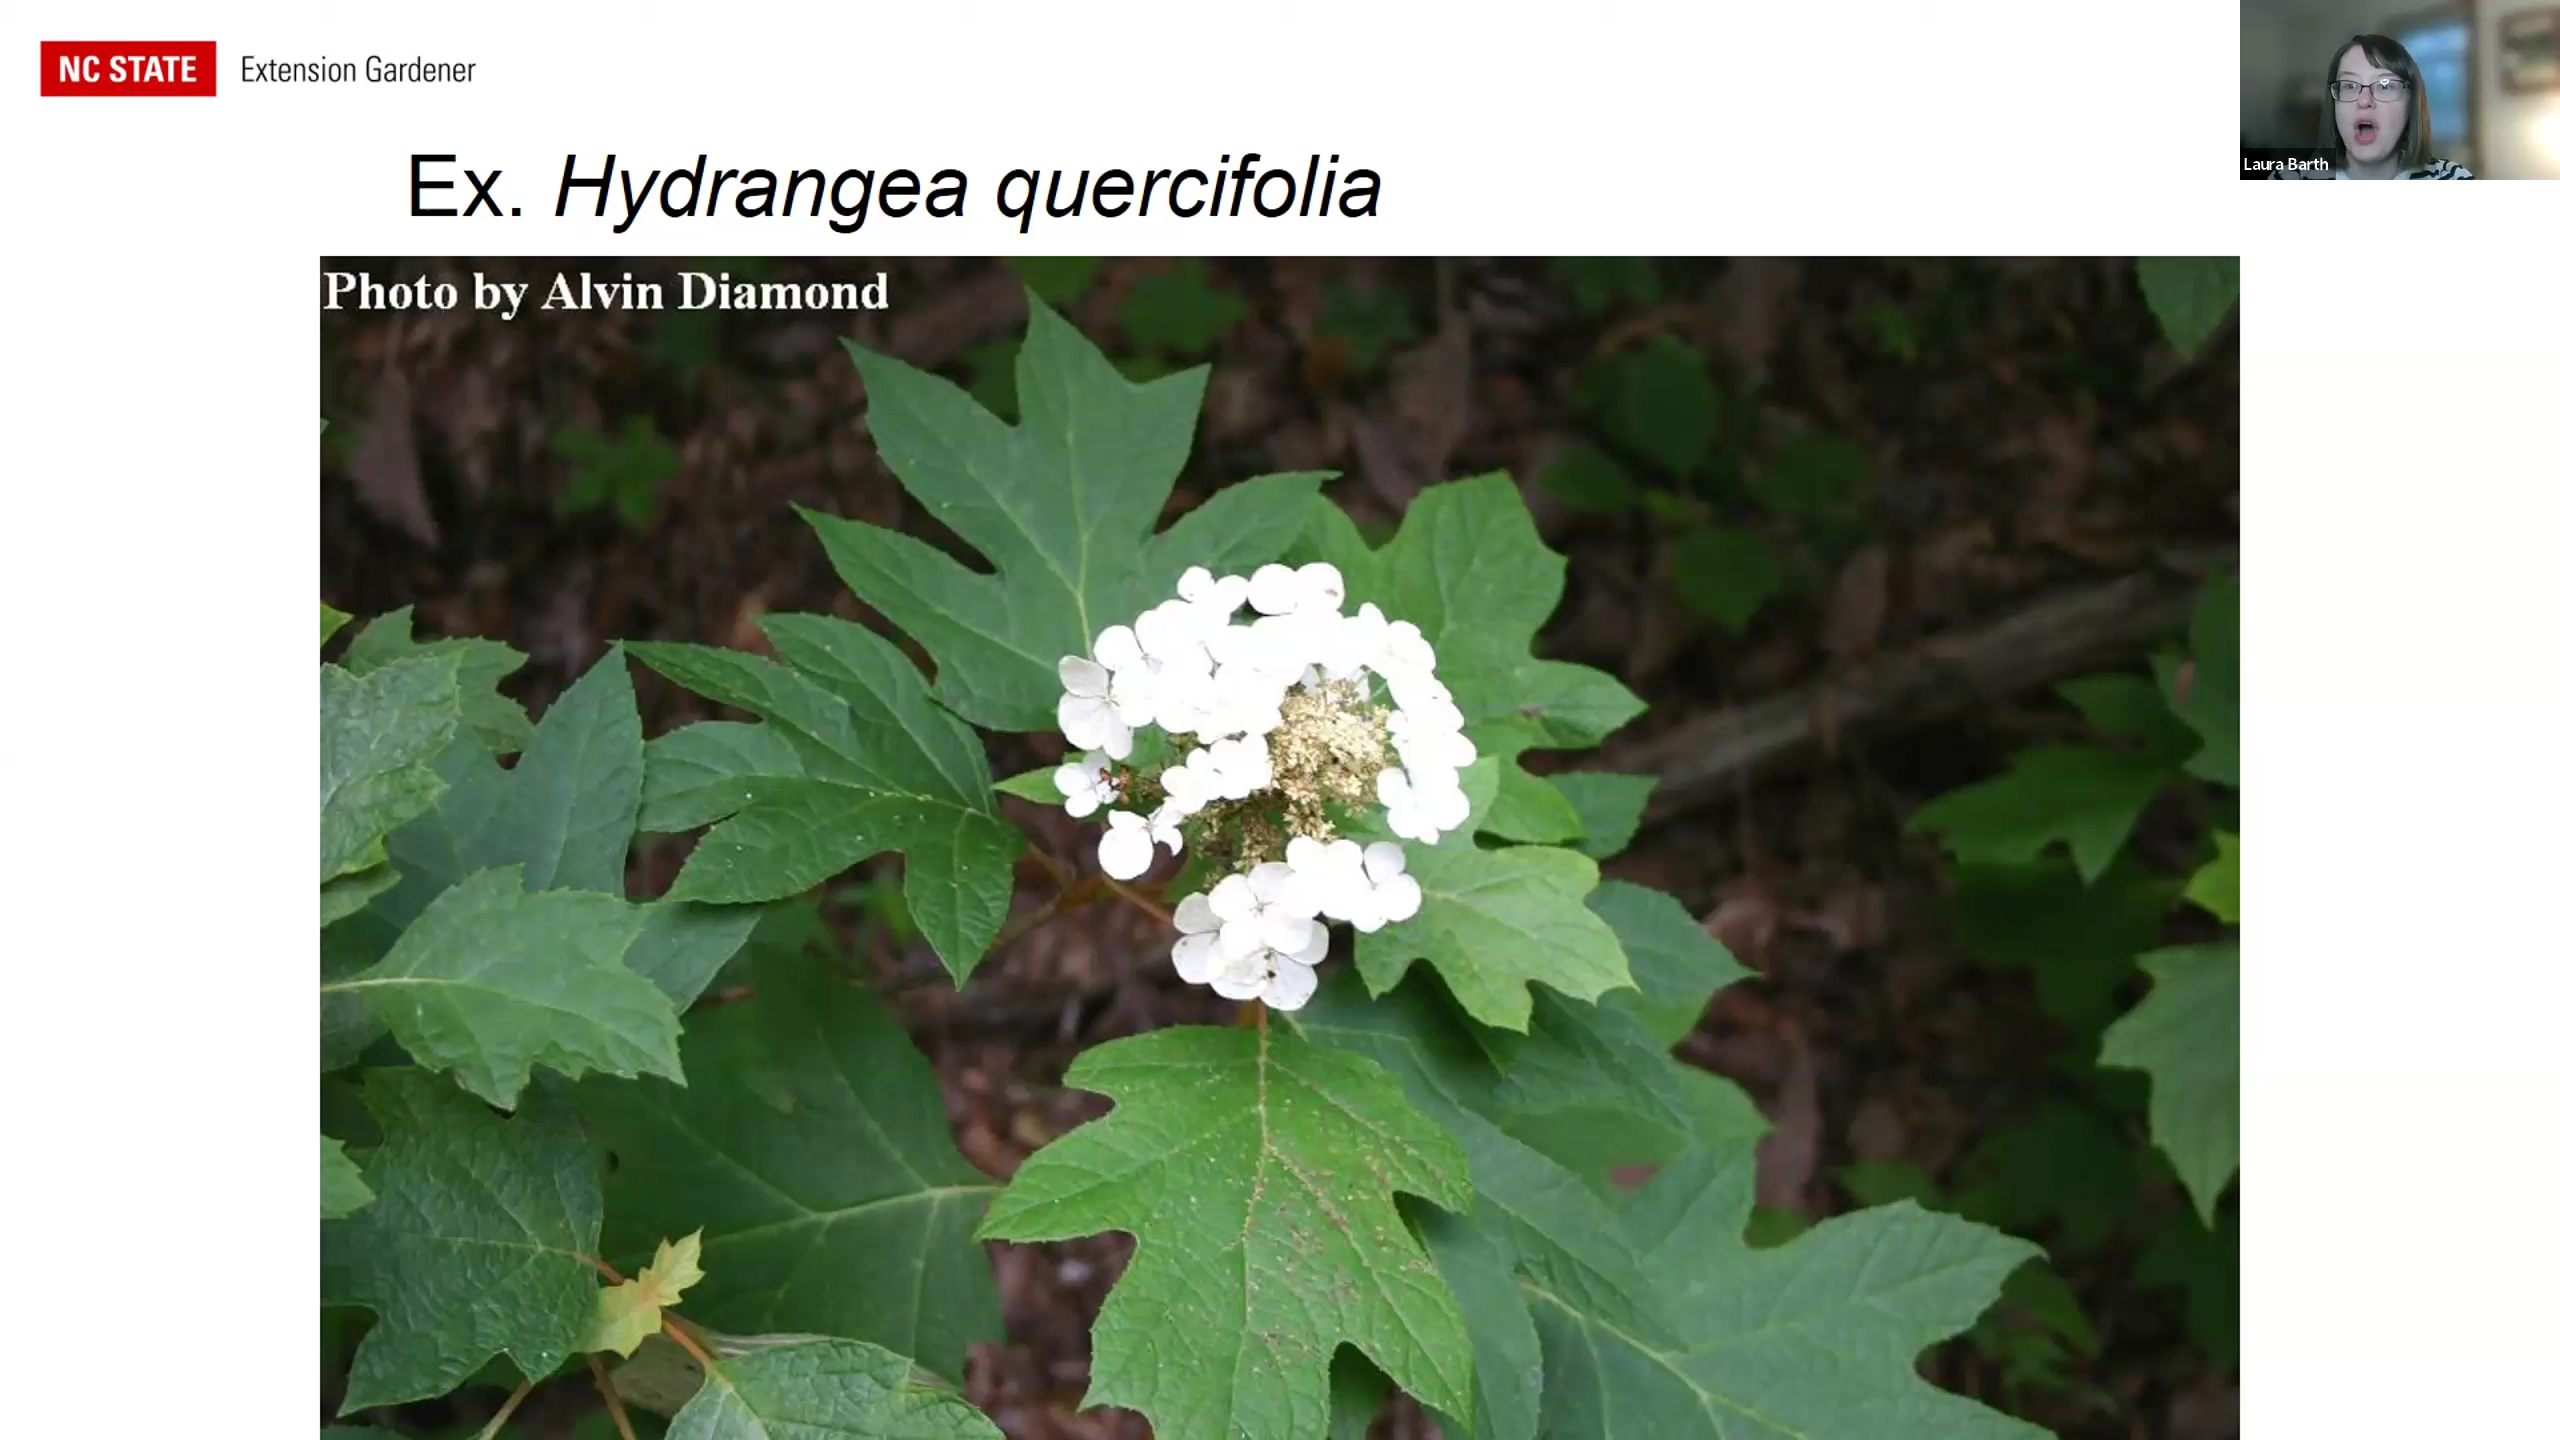 NC STATE Extension Gardener
Laura Barth
Ex. Hydrangea quercifolia
Photo by Alvin Diamond